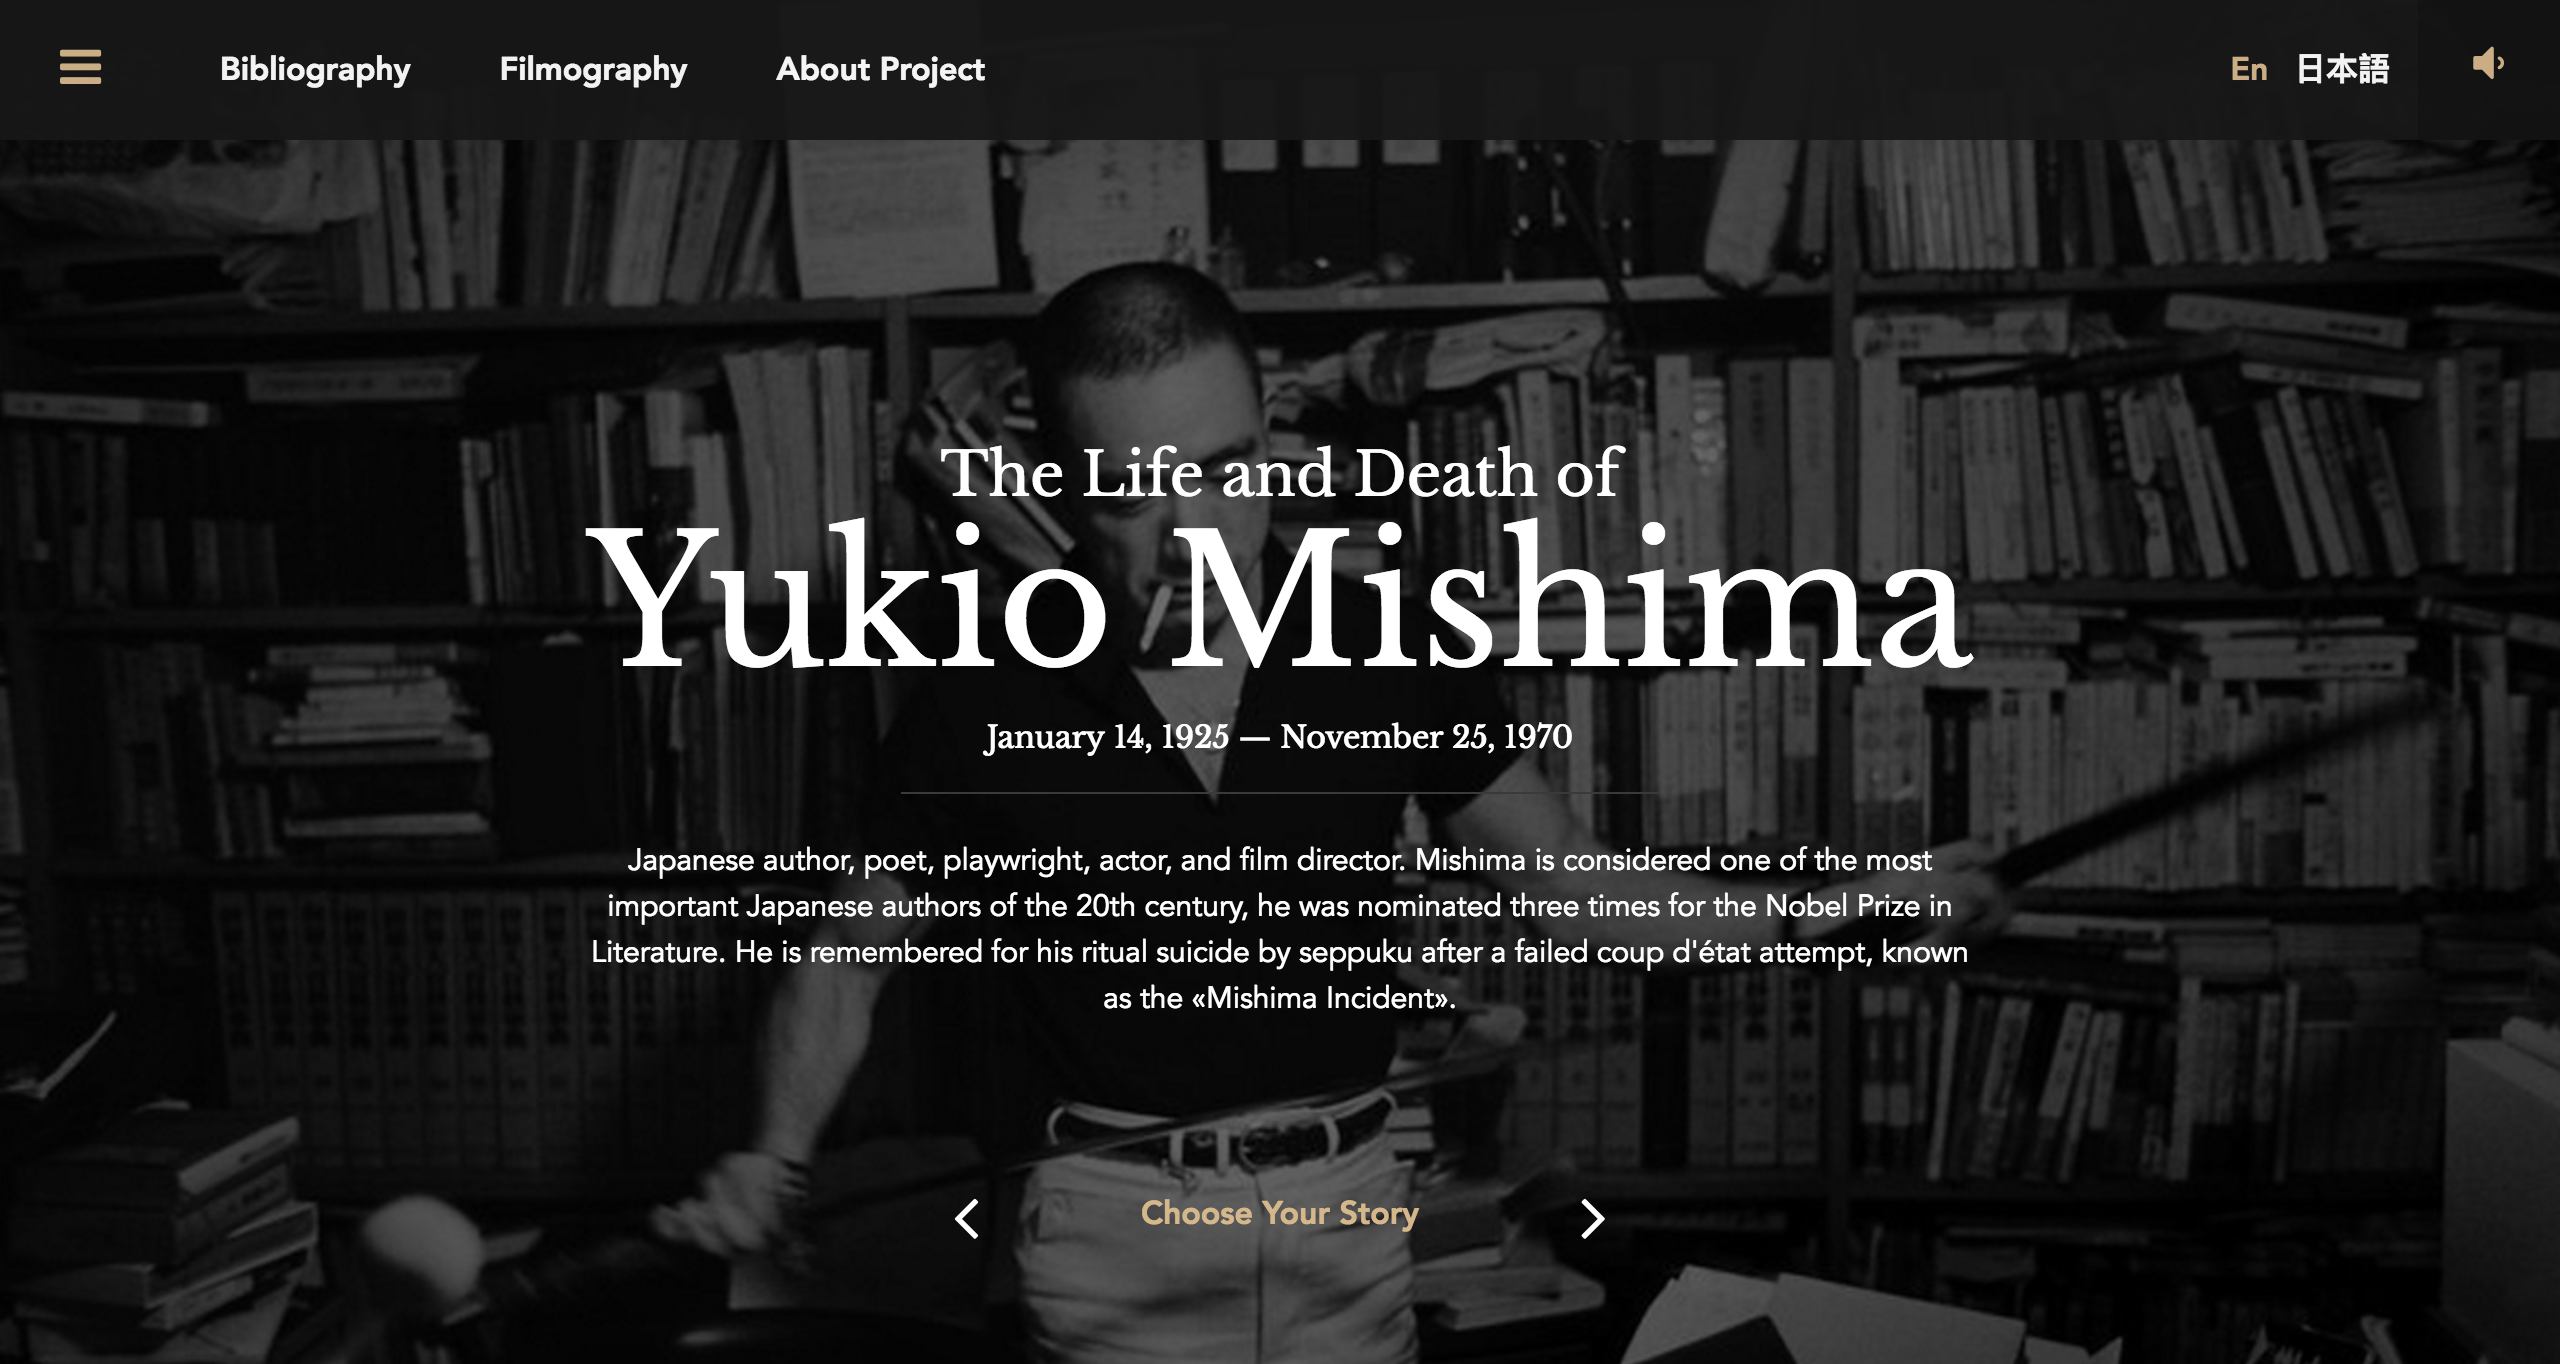 Bibliography Filmography About Project En 日本語
The Life and Death of
Yukio Mishima
January 14, 1925 — November 25, 1970
Japanese author, poet, playwright, actor, and film director. Mishima is considered one of the most
important Japanese authors of the 20th century, he was nominated three times for the Nobel Prize in
Literature. He is remembered for his ritual suicide by seppuku after a failed coup d'état attempt, known
as the «Mishima Incident».
Choose Your Story